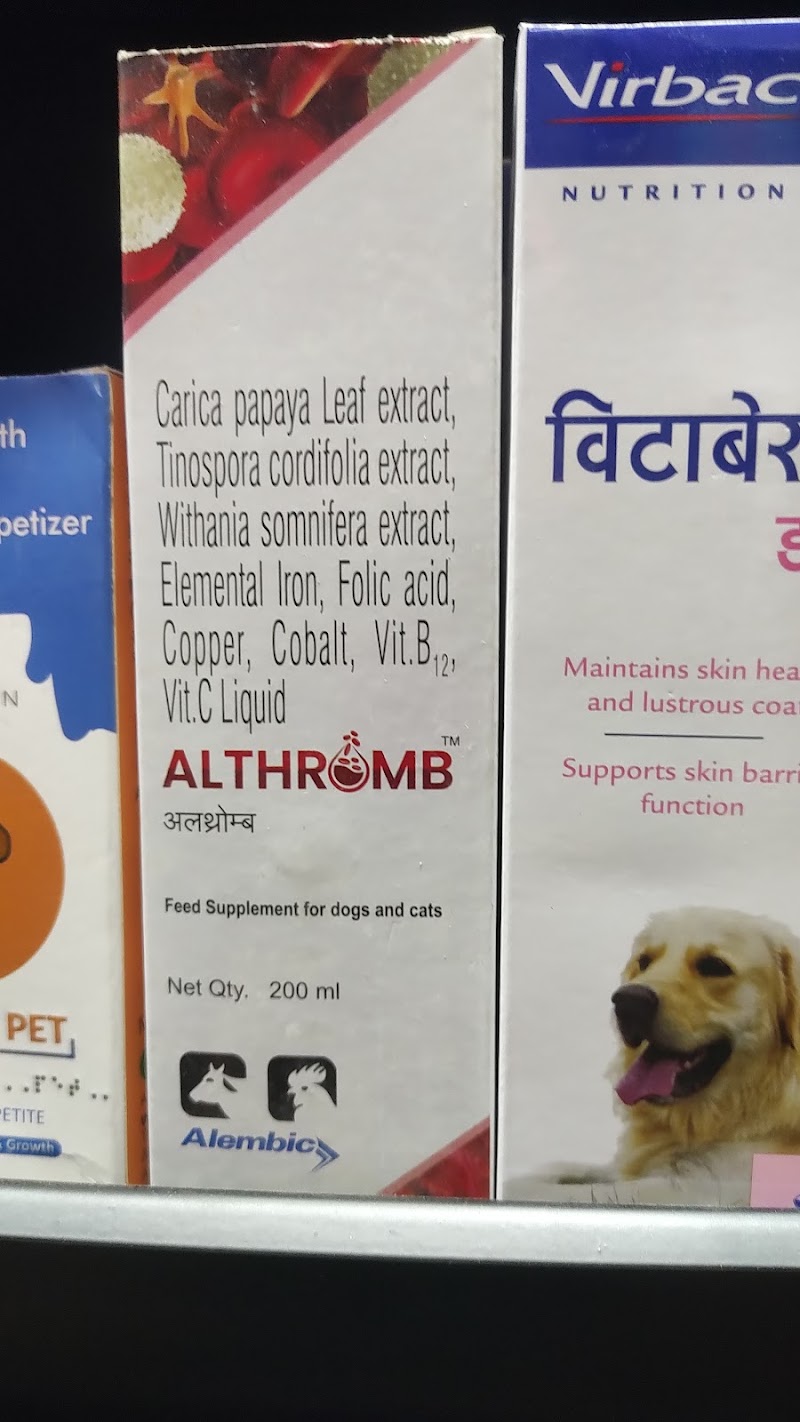 Carica papaya Leaf extract,
Tinospora cordifolia extract,
Withania somnifera extract,
Elemental Iron, Folic acid,
Copper, Cobalt, Vit.B12,
Vit.C Liquid
ALTHROMB™
अलथ्रोम्ब
Feed Supplement for dogs and cats
Net Qty. 200 ml
Alembic
Virbac
NUTRITION
विटाबेर
Maintains skin hea
and lustrous coa
Supports skin barri
function
th
petizer
N
PET
ETITE
Growth